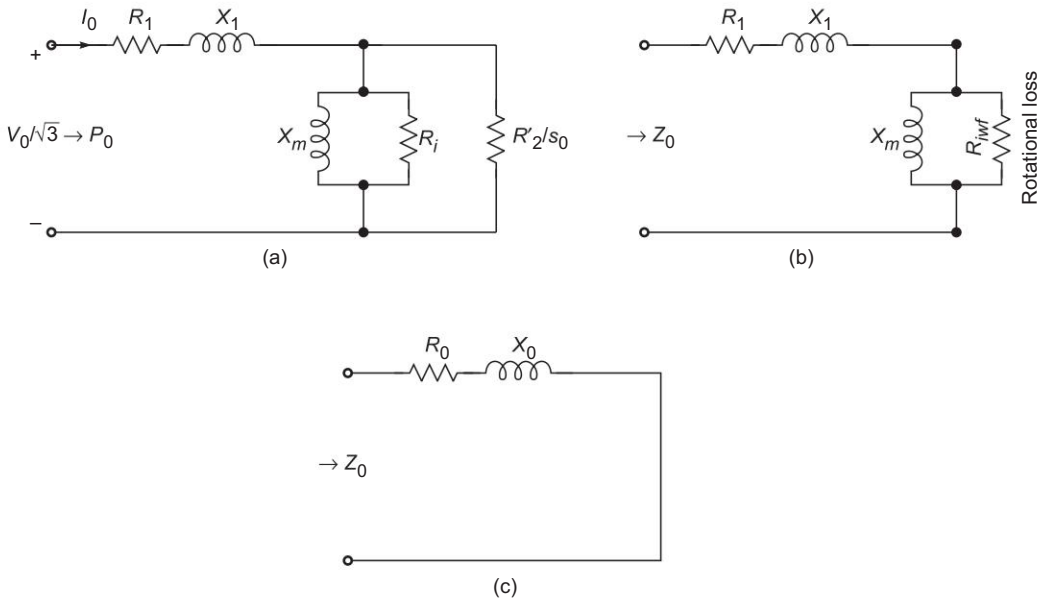 I₀ R₁ X₁
+
V₀/√3 → P₀
Xₘ
Rᵢ
R'₂/s₀
–
(a)
R₁ X₁
→ Z₀
Xₘ
R_iwf
Rotational loss
(b)
R₀ X₀
→ Z₀
(c)